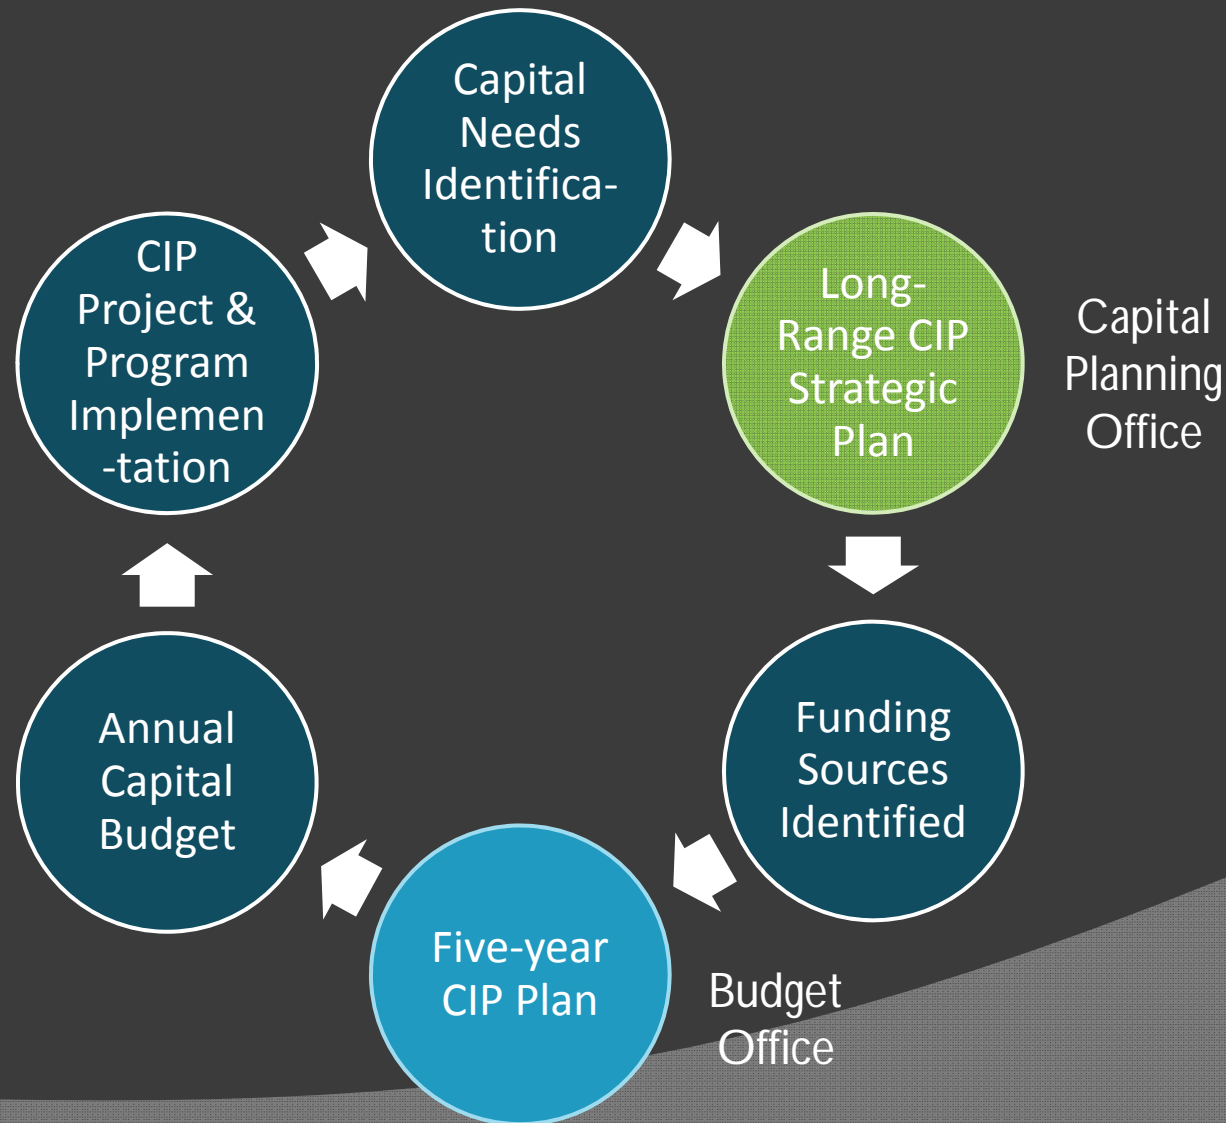 Capital
Needs
Identifica-
tion
Long-
Range CIP
Strategic
Plan
Capital
Planning
Office
Funding
Sources
Identified
Five-year
CIP Plan
Budget
Office
Annual
Capital
Budget
CIP
Project &
Program
Implemen
-tation